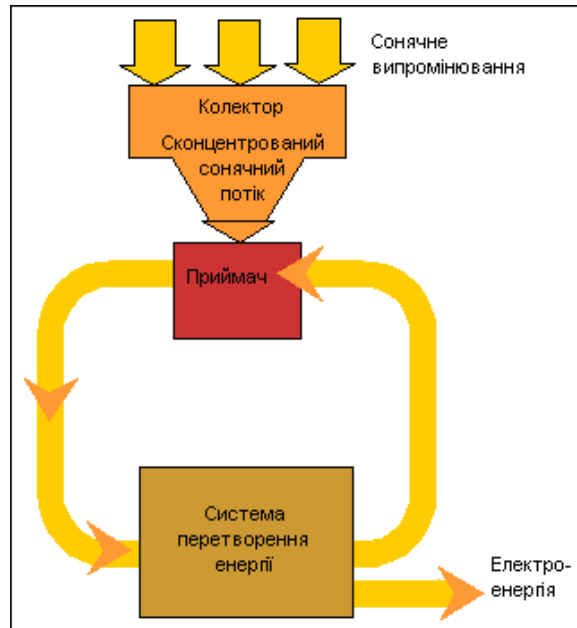 Сонячне
випромінювання
Колектор
Сконцентрований
сонячний
потік
Приймач
Система
перетворення
енергії
Електро-
енергія